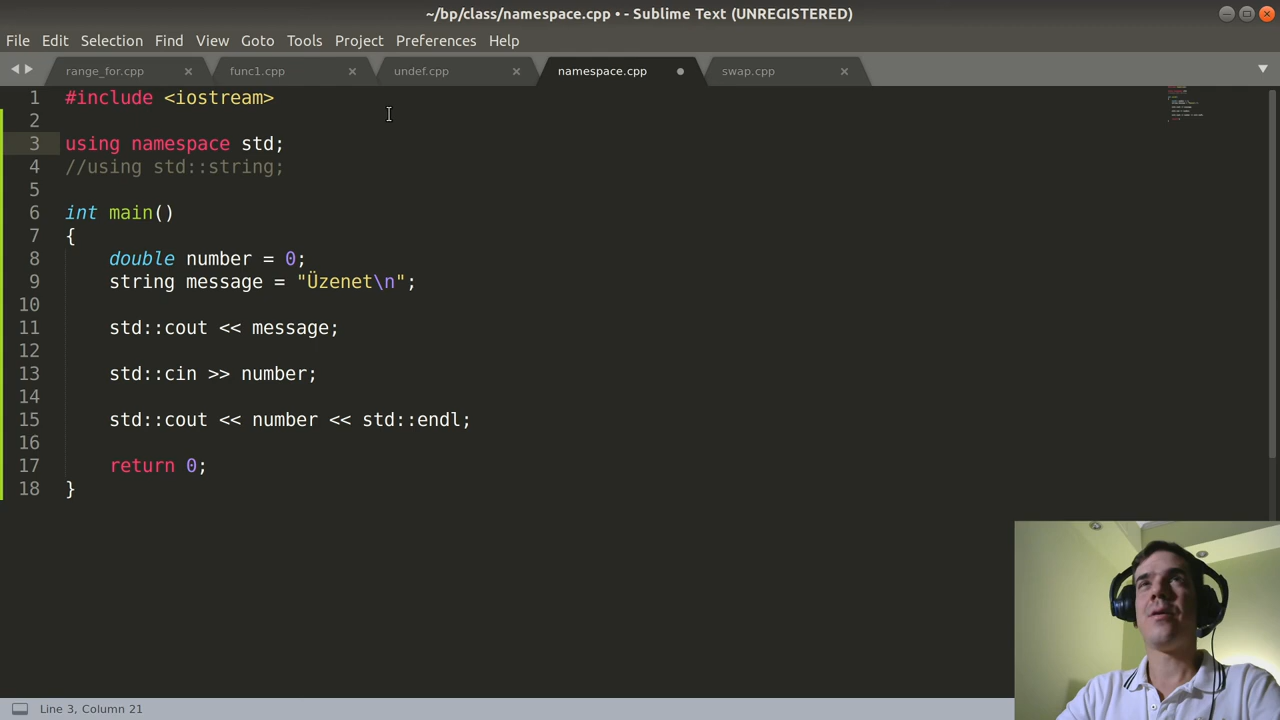 ~/bp/class/namespace.cpp • - Sublime Text (UNREGISTERED)
File Edit Selection Find View Goto Tools Project Preferences Help
range_for.cpp func1.cpp undef.cpp namespace.cpp swap.cpp
1 #include <iostream>
2
3 using namespace std;
4 //using std::string;
5
6 int main()
7 {
8 double number = 0;
9 string message = "Üzenet\n";
10
11 std::cout << message;
12
13 std::cin >> number;
14
15 std::cout << number << std::endl;
16
17 return 0;
18 }
Line 3, Column 21